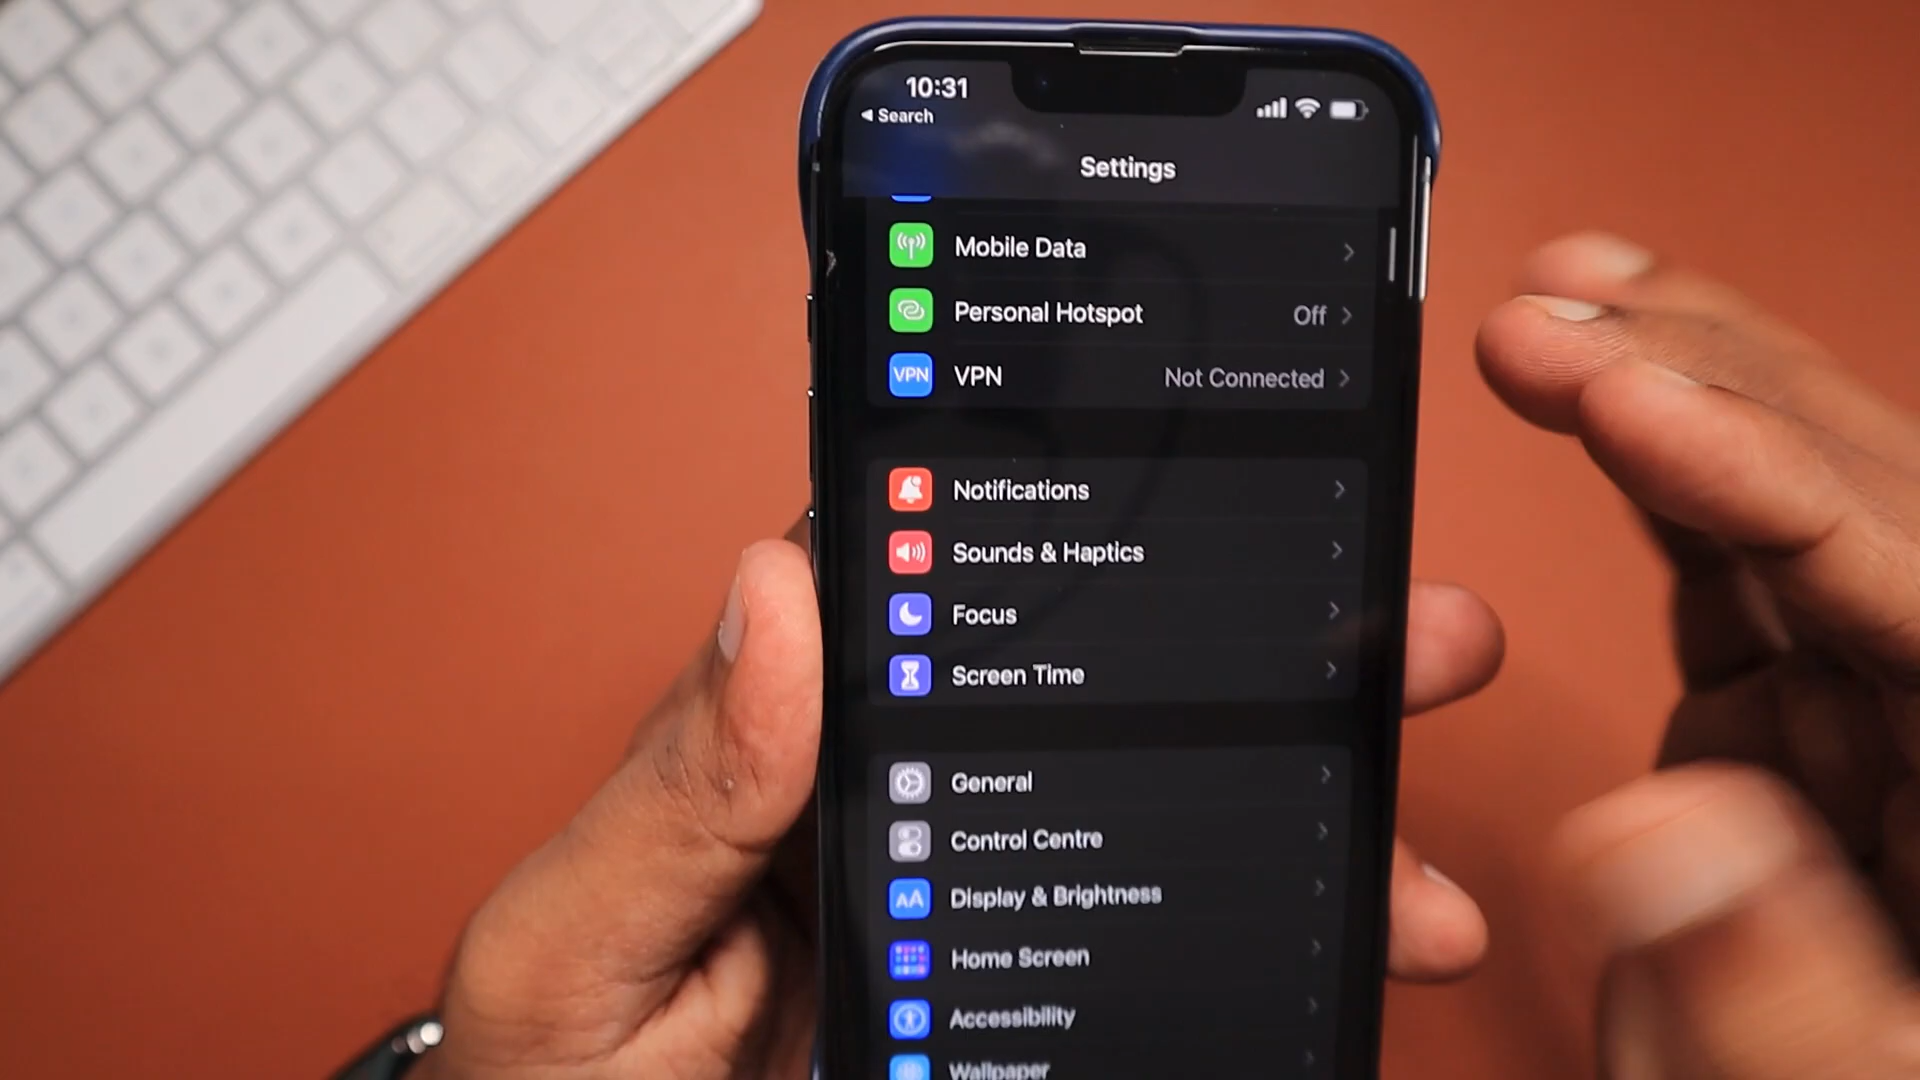 10:31
◀ Search
Settings
Mobile Data
Personal Hotspot Off
VPN VPN Not Connected
Notifications
Sounds & Haptics
Focus
Screen Time
General
Control Centre
AA Display & Brightness
Home Screen
Accessibility
Wallpaper